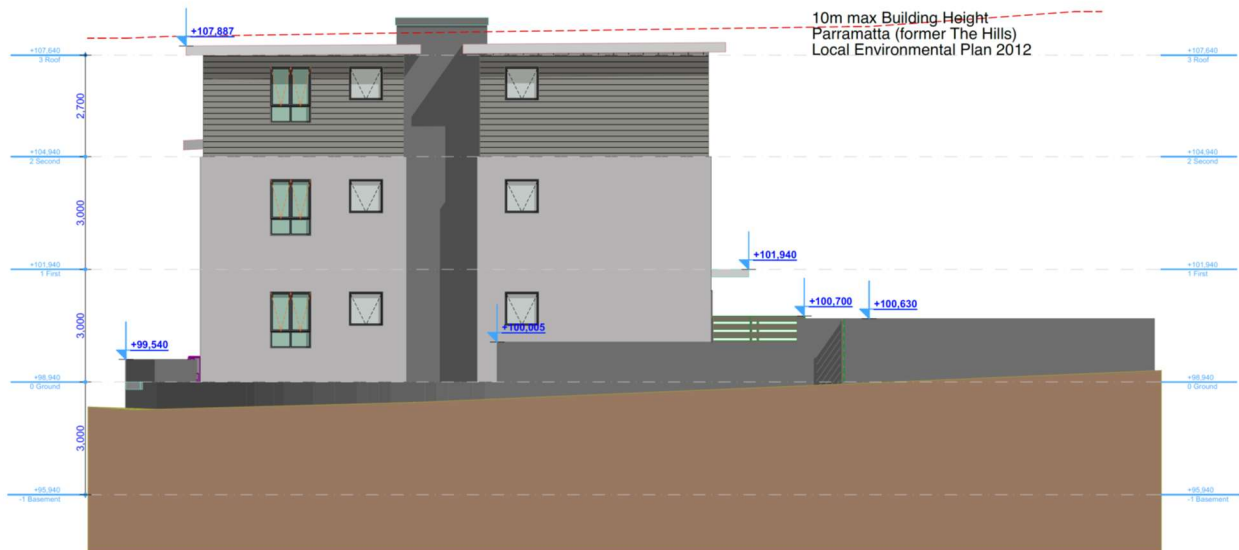 10m max Building Height
Parramatta (former The Hills)
Local Environmental Plan 2012
+107,887
+107,640
3 Roof
+107,640
3 Roof
2,700
+104,940
2 Second
+104,940
2 Second
3,000
+101,940
+101,940
1 First
+101,940
1 First
+100,700
+100,630
3,000
+100,005
+99,540
+98,940
0 Ground
+98,940
0 Ground
3,000
+95,940
-1 Basement
+95,940
-1 Basement